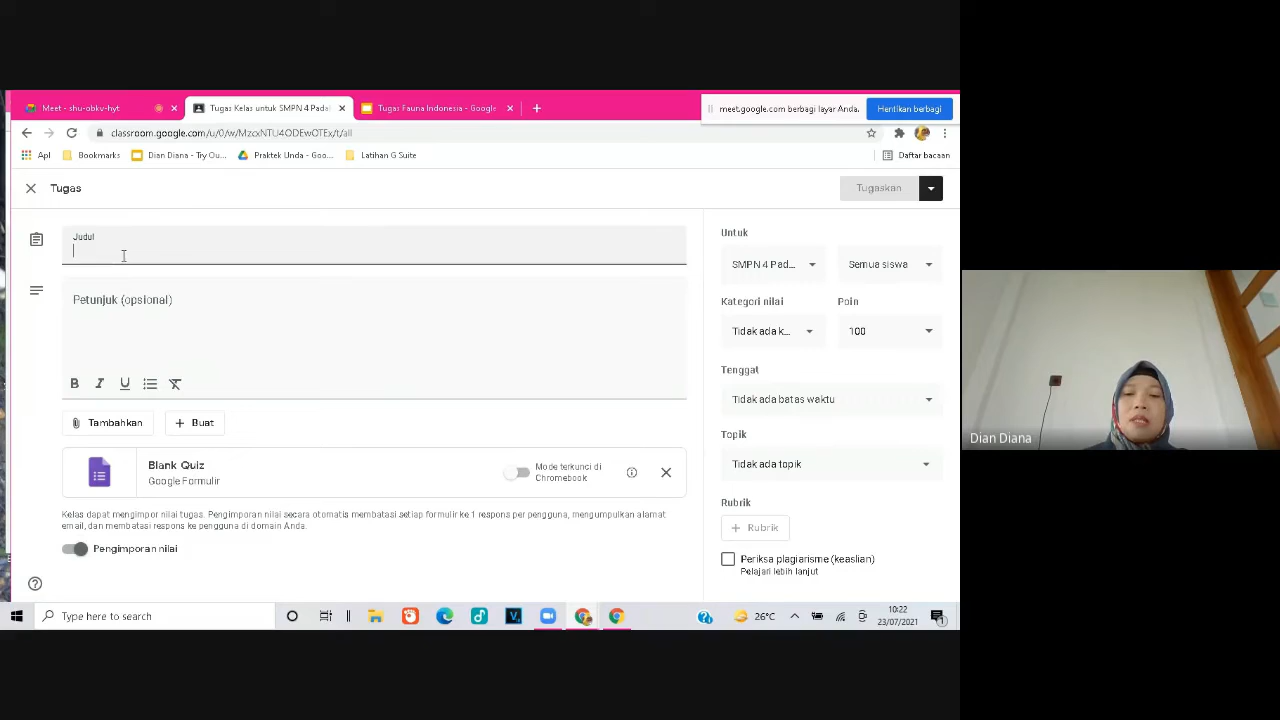 Meet - shu-obkv-hyt
Tugas Kelas untuk SMPN 4 Pada
Tugas Fauna Indonesia - Google
meet.google.com berbagi layar Anda.
Hentikan berbagi
classroom.google.com/u/0/w/MzcxNTU4ODEwOTEx/t/all
Apl
Bookmarks
Dian Diana - Try Ou...
Praktek Unda - Goo...
Latihan G Suite
Daftar bacaan
Tugas
Tugaskan
Judul
Petunjuk (opsional)
B I U
Tambahkan
+ Buat
Blank Quiz
Google Formulir
Mode terkunci di
Chromebook
Kelas dapat mengimpor nilai tugas. Pengimporan nilai secara otomatis membatasi setiap formulir ke 1 respons per pengguna, mengumpulkan alamat
email, dan membatasi respons ke pengguna di domain Anda.
Pengimporan nilai
Untuk
SMPN 4 Pad...
Semua siswa
Kategori nilai
Poin
Tidak ada k...
100
Tenggat
Tidak ada batas waktu
Topik
Tidak ada topik
Rubrik
+ Rubrik
Periksa plagiarisme (keaslian)
Pelajari lebih lanjut
Dian Diana
Type here to search
26°C
10:22
23/07/2021